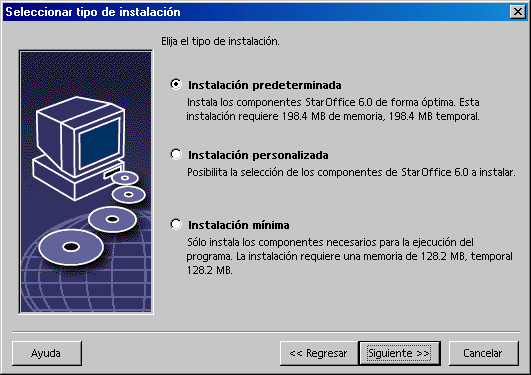 Seleccionar tipo de instalación
Elija el tipo de instalación.
Instalación predeterminada
Instala los componentes StarOffice 6.0 de forma óptima. Esta
instalación requiere 198.4 MB de memoria, 198.4 MB temporal.
Instalación personalizada
Posibilita la selección de los componentes de StarOffice 6.0 a instalar.
Instalación mínima
Sólo instala los componentes necesarios para la ejecución del
programa. La instalación requiere una memoria de 128.2 MB, temporal
128.2 MB.
Ayuda
<< Regresar
Siguiente >>
Cancelar